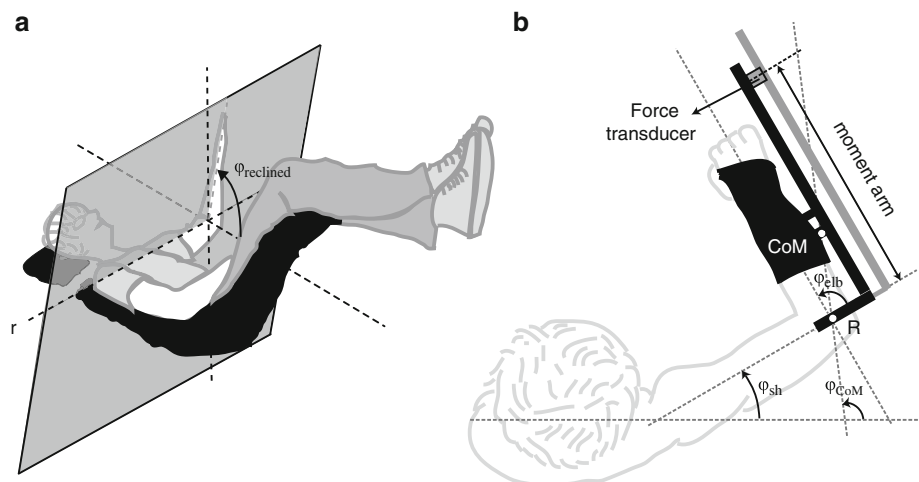 a
φreclined
r
b
Force
transducer
moment arm
CoM
φelb
R
φsh
φCoM